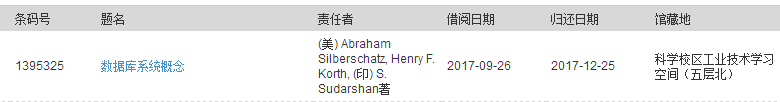 条码号 题名 责任者 借阅日期 归还日期 馆藏地
(美) Abraham
Silberschatz, Henry F.
1395325 数据库系统概念 Korth, (印) S. 2017-09-26 2017-12-25 科学校区工业技术学习
空间（五层北）
Sudarshan著